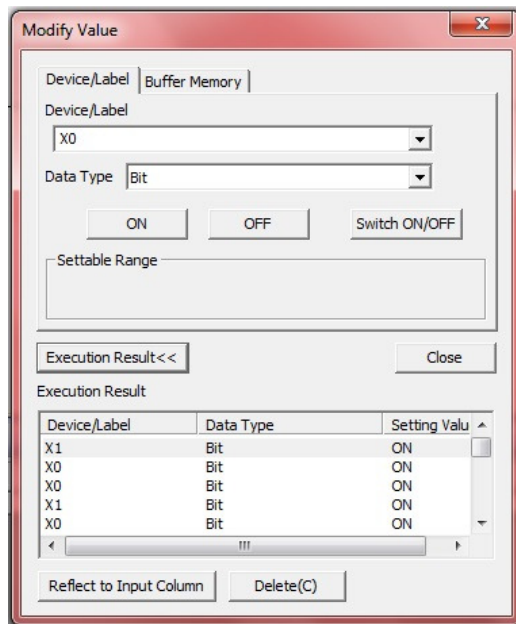 Modify Value
Device/Label Buffer Memory
Device/Label
X0
Data Type Bit
ON OFF Switch ON/OFF
Settable Range
Execution Result<< Close
Execution Result
Device/Label Data Type Setting Valu
X1 Bit ON
X0 Bit ON
X0 Bit ON
X1 Bit ON
X0 Bit ON
Reflect to Input Column Delete(C)